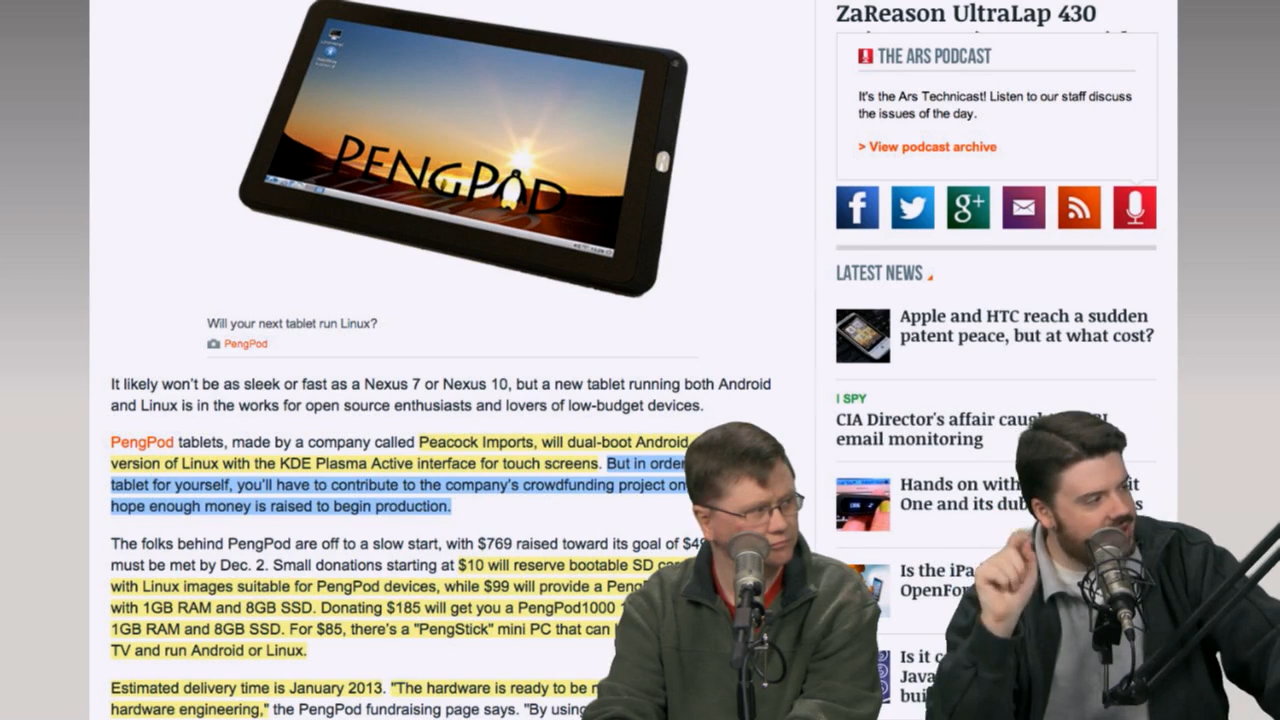 PENGPOD
Will your next tablet run Linux?
PengPod
It likely won't be as sleek or fast as a Nexus 7 or Nexus 10, but a new tablet running both Android
and Linux is in the works for open source enthusiasts and lovers of low-budget devices.
PengPod tablets, made by a company called Peacock Imports, will dual-boot Android
version of Linux with the KDE Plasma Active interface for touch screens. But in order
tablet for yourself, you'll have to contribute to the company's crowdfunding project on
hope enough money is raised to begin production.
The folks behind PengPod are off to a slow start, with $769 raised toward its goal of
must be met by Dec. 2. Small donations starting at $10 will reserve bootable SD
with Linux images suitable for PengPod devices, while $99 will provide a
with 1GB RAM and 8GB SSD. Donating $185 will get you a PengPod1000
1GB RAM and 8GB SSD. For $85, there's a "PengStick" mini PC that can
TV and run Android or Linux.
Estimated delivery time is January 2013. "The hardware is ready to be
hardware engineering," the PengPod fundraising page says. "By using
ZaReason UltraLap 430
THE ARS PODCAST
It's the Ars Technicast! Listen to our staff discuss
the issues of the day.
> View podcast archive
f
g+
LATEST NEWS
Apple and HTC reach a sudden
patent peace, but at what cost?
I SPY
CIA Director's affair
email monitoring
Hands on with
One and its
Is the
Is it
Java